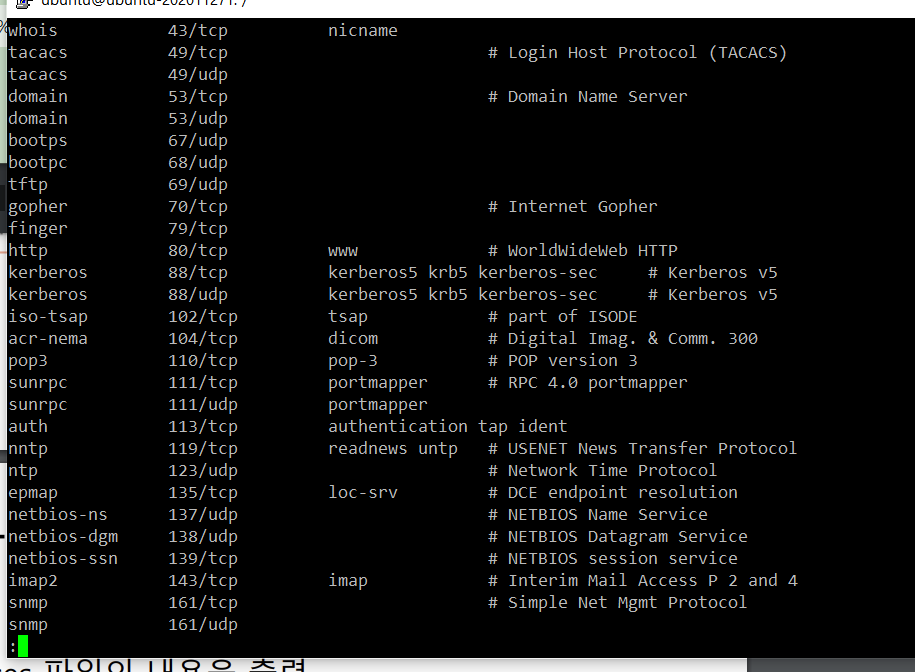 whois 43/tcp nicname
tacacs 49/tcp # Login Host Protocol (TACACS)
tacacs 49/udp
domain 53/tcp # Domain Name Server
domain 53/udp
bootps 67/udp
bootpc 68/udp
tftp 69/udp
gopher 70/tcp # Internet Gopher
finger 79/tcp
http 80/tcp www # WorldWideWeb HTTP
kerberos 88/tcp kerberos5 krb5 kerberos-sec # Kerberos v5
kerberos 88/udp kerberos5 krb5 kerberos-sec # Kerberos v5
iso-tsap 102/tcp tsap # part of ISODE
acr-nema 104/tcp dicom # Digital Imag. & Comm. 300
pop3 110/tcp pop-3 # POP version 3
sunrpc 111/tcp portmapper # RPC 4.0 portmapper
sunrpc 111/udp portmapper
auth 113/tcp authentication tap ident
nntp 119/tcp readnews untp # USENET News Transfer Protocol
ntp 123/udp # Network Time Protocol
epmap 135/tcp loc-srv # DCE endpoint resolution
netbios-ns 137/udp # NETBIOS Name Service
netbios-dgm 138/udp # NETBIOS Datagram Service
netbios-ssn 139/tcp # NETBIOS session service
imap2 143/tcp imap # Interim Mail Access P 2 and 4
snmp 161/tcp # Simple Net Mgmt Protocol
snmp 161/udp
:
파일의 내용을 출력